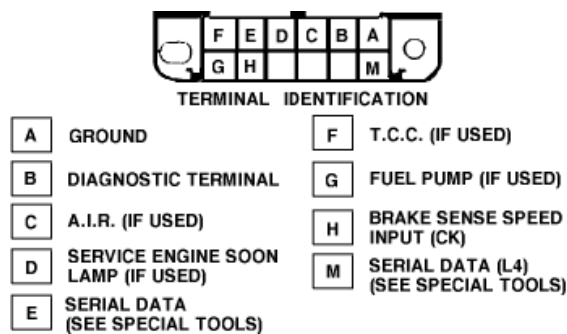 F E D C B A
G H M
TERMINAL IDENTIFICATION
A GROUND
B DIAGNOSTIC TERMINAL
C A.I.R. (IF USED)
D SERVICE ENGINE SOON
LAMP (IF USED)
E SERIAL DATA
(SEE SPECIAL TOOLS)
F T.C.C. (IF USED)
G FUEL PUMP (IF USED)
H BRAKE SENSE SPEED
INPUT (CK)
M SERIAL DATA (L4)
(SEE SPECIAL TOOLS)